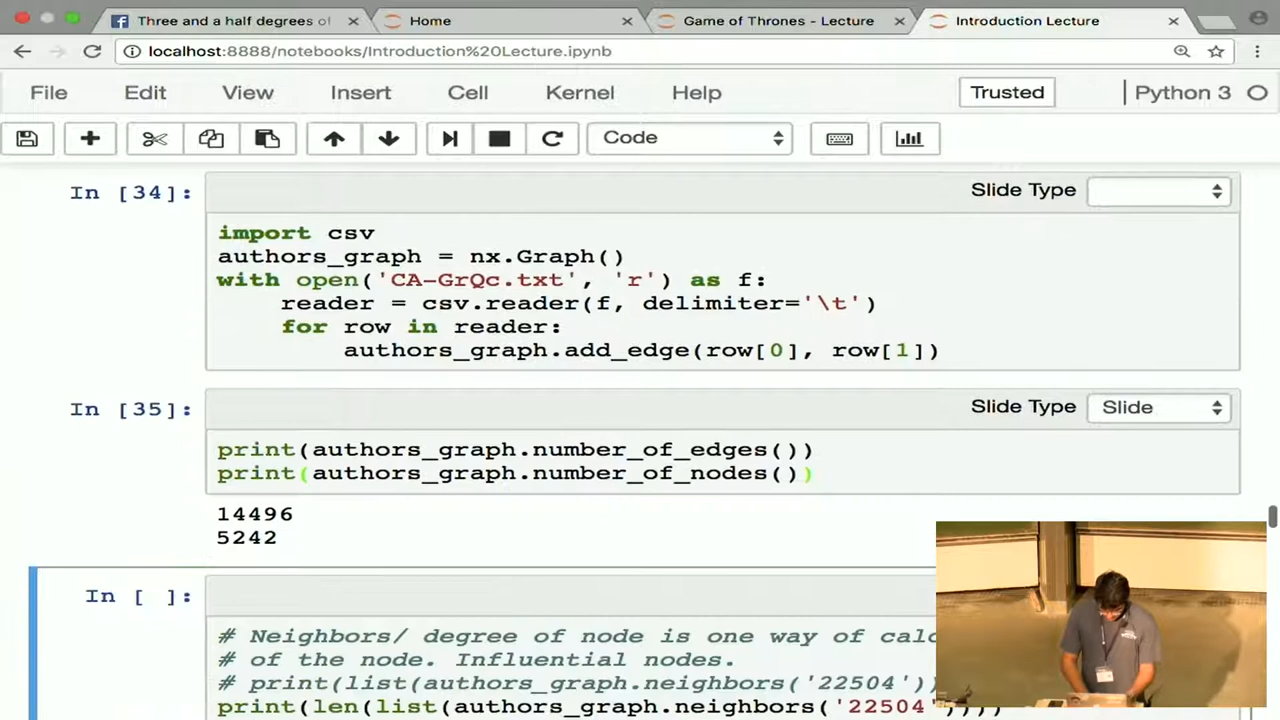 Three and a half degrees of
Home
Game of Thrones - Lecture
Introduction Lecture
localhost:8888/notebooks/Introduction%20Lecture.ipynb
File Edit View Insert Cell Kernel Help Trusted Python 3
Code
In [34]:
Slide Type
import csv
authors_graph = nx.Graph()
with open('CA-GrQc.txt', 'r') as f:
    reader = csv.reader(f, delimiter='\t')
    for row in reader:
        authors_graph.add_edge(row[0], row[1])
In [35]:
Slide Type Slide
print(authors_graph.number_of_edges())
print(authors_graph.number_of_nodes())
14496
5242
In [ ]:
# Neighbors/ degree of node is one way of
# of the node. Influential nodes.
# print(list(authors_graph.neighbors('22504')
print(len(list(authors_graph.neighbors('22504'))))